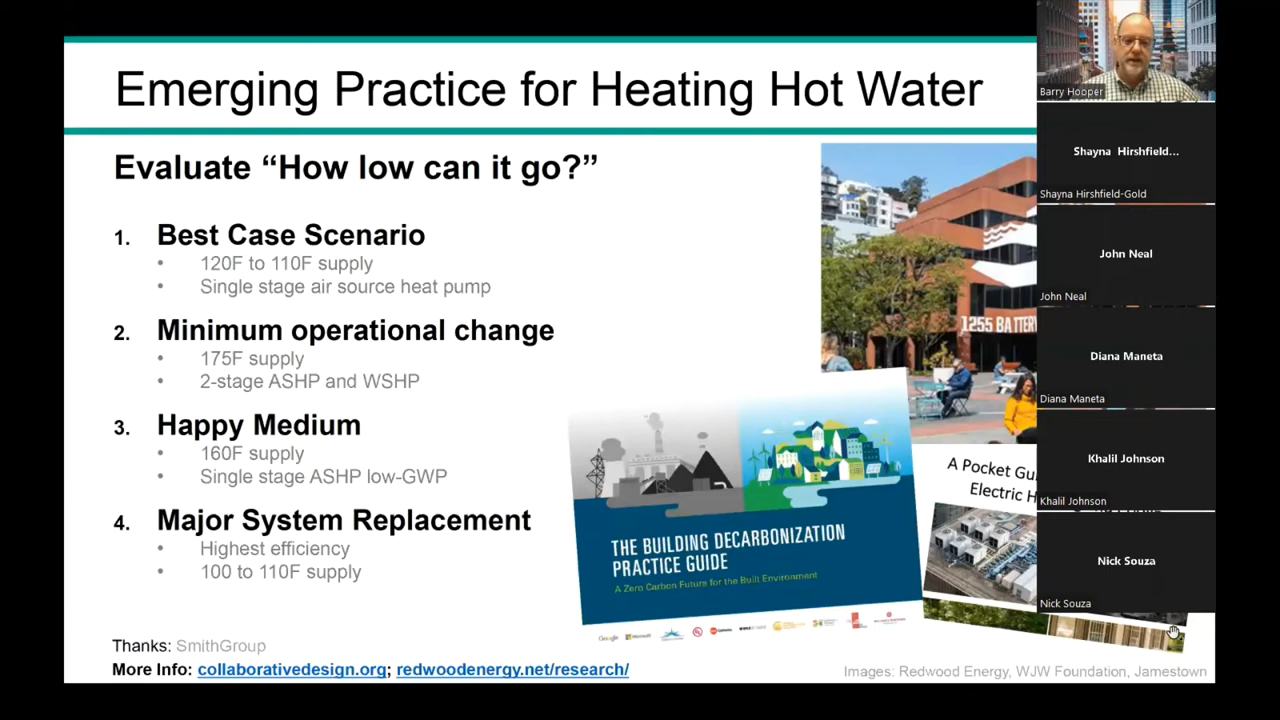 Emerging Practice for Heating Hot Water
Evaluate “How low can it go?”
1. Best Case Scenario
• 120F to 110F supply
• Single stage air source heat pump
2. Minimum operational change
• 175F supply
• 2-stage ASHP and WSHP
3. Happy Medium
• 160F supply
• Single stage ASHP low-GWP
4. Major System Replacement
• Highest efficiency
• 100 to 110F supply
Thanks: SmithGroup
More Info: collaborativedesign.org; redwoodenergy.net/research/
1255 BATTERY
THE BUILDING DECARBONIZATION
PRACTICE GUIDE
A Zero Carbon Future for the Built Environment
Google
Microsoft
A Pocket Gu
Electric H
Images: Redwood Energy, WJW Foundation, Jamestown
Barry Hooper
Shayna Hirshfield...
Shayna Hirshfield-Gold
John Neal
John Neal
Diana Maneta
Diana Maneta
Khalil Johnson
Khalil Johnson
Nick Souza
Nick Souza